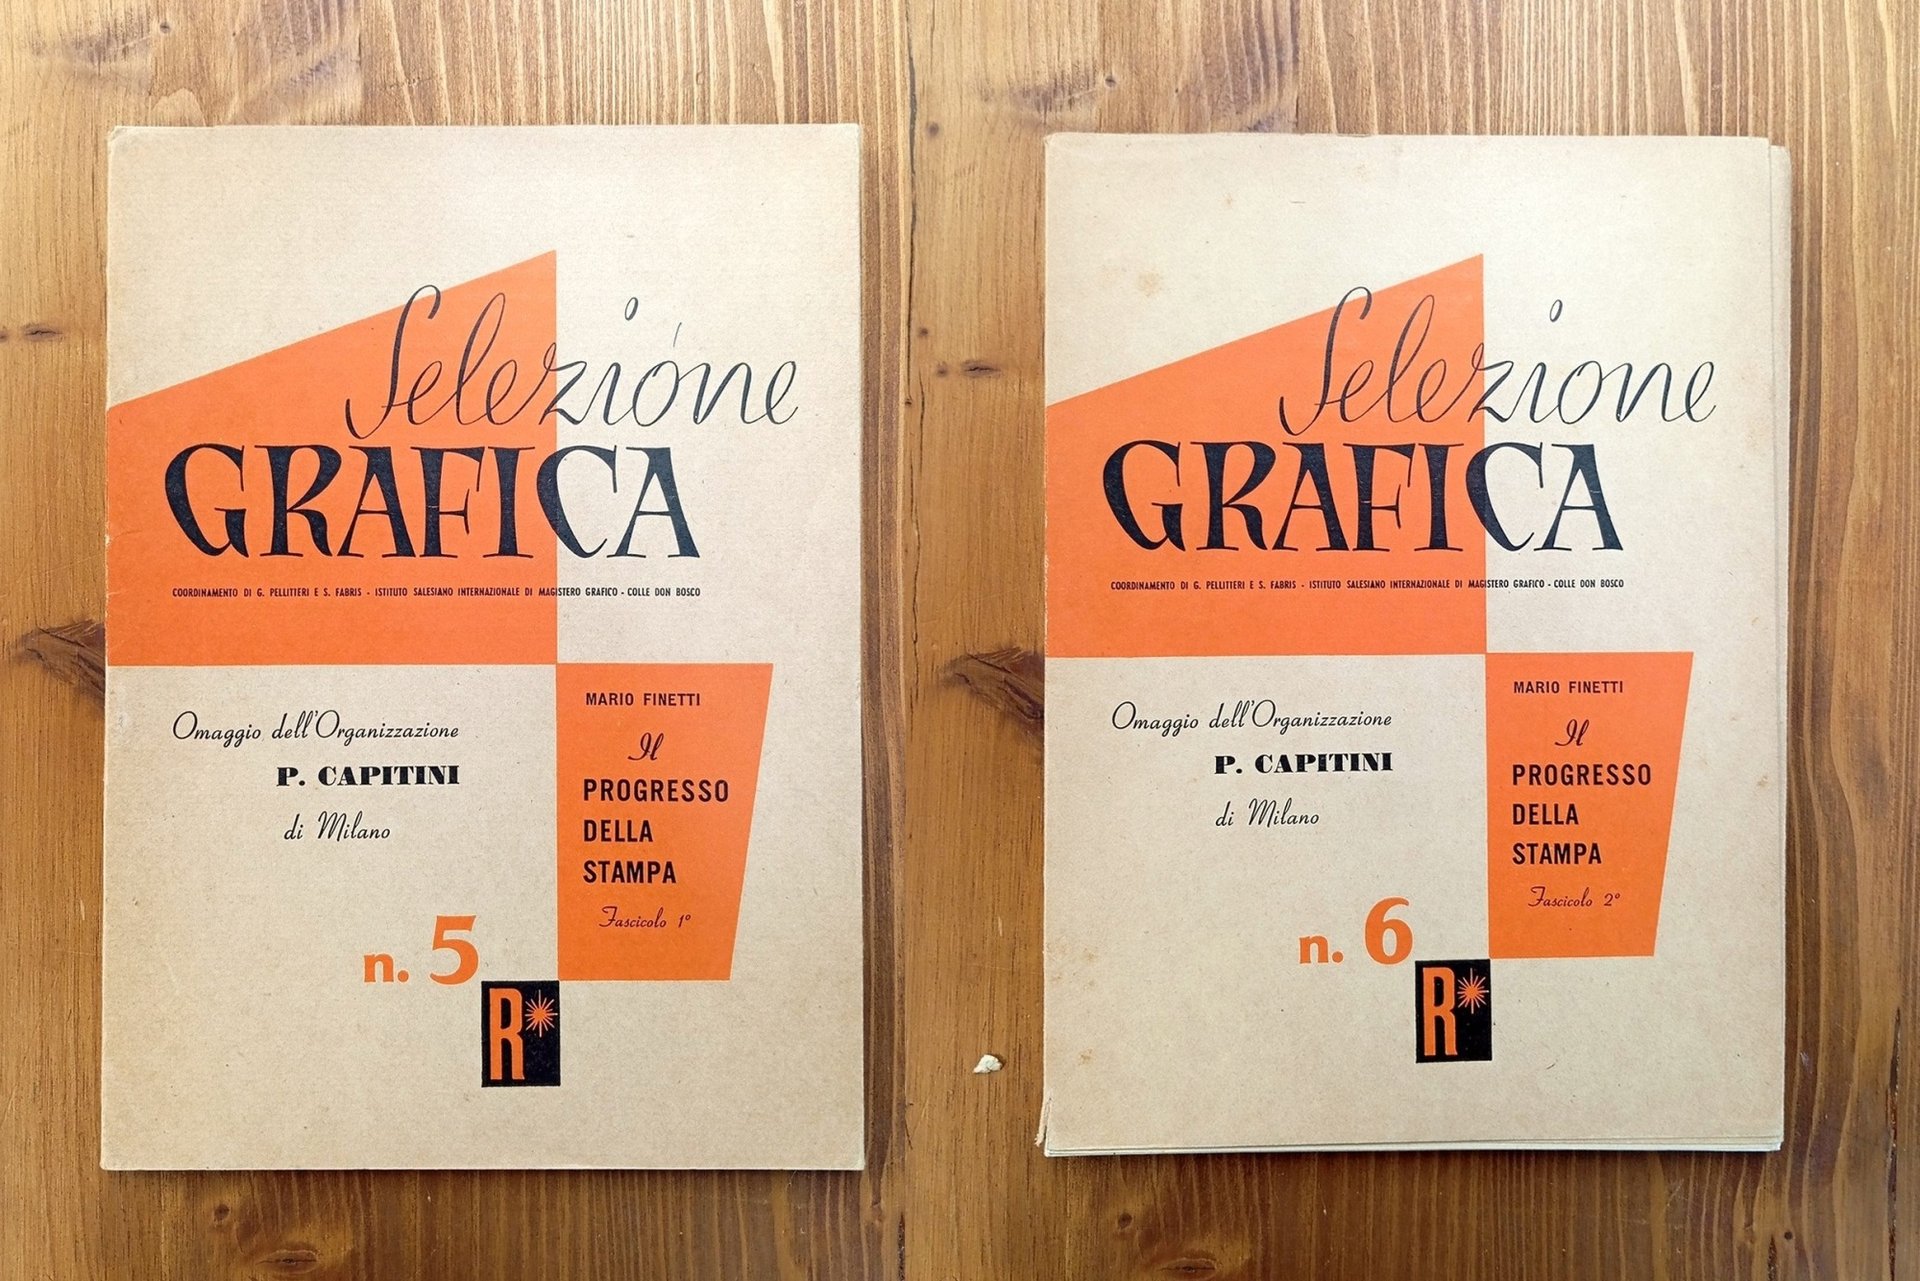 Selezione
GRAFICA
COORDINAMENTO DI G. PELLITTERI E S. FABRIS - ISTITUTO SALESIANO INTERNAZIONALE DI MAGISTERO GRAFICO - COLLE DON BOSCO
Omaggio dell'Organizzazione
P. CAPITINI
di Milano
MARIO FINETTI
Il
PROGRESSO
DELLA
STAMPA
Fascicolo 1°
n. 5
R
Selezione
GRAFICA
COORDINAMENTO DI G. PELLITTERI E S. FABRIS - ISTITUTO SALESIANO INTERNAZIONALE DI MAGISTERO GRAFICO - COLLE DON BOSCO
Omaggio dell'Organizzazione
P. CAPITINI
di Milano
MARIO FINETTI
Il
PROGRESSO
DELLA
STAMPA
Fascicolo 2°
n. 6
R